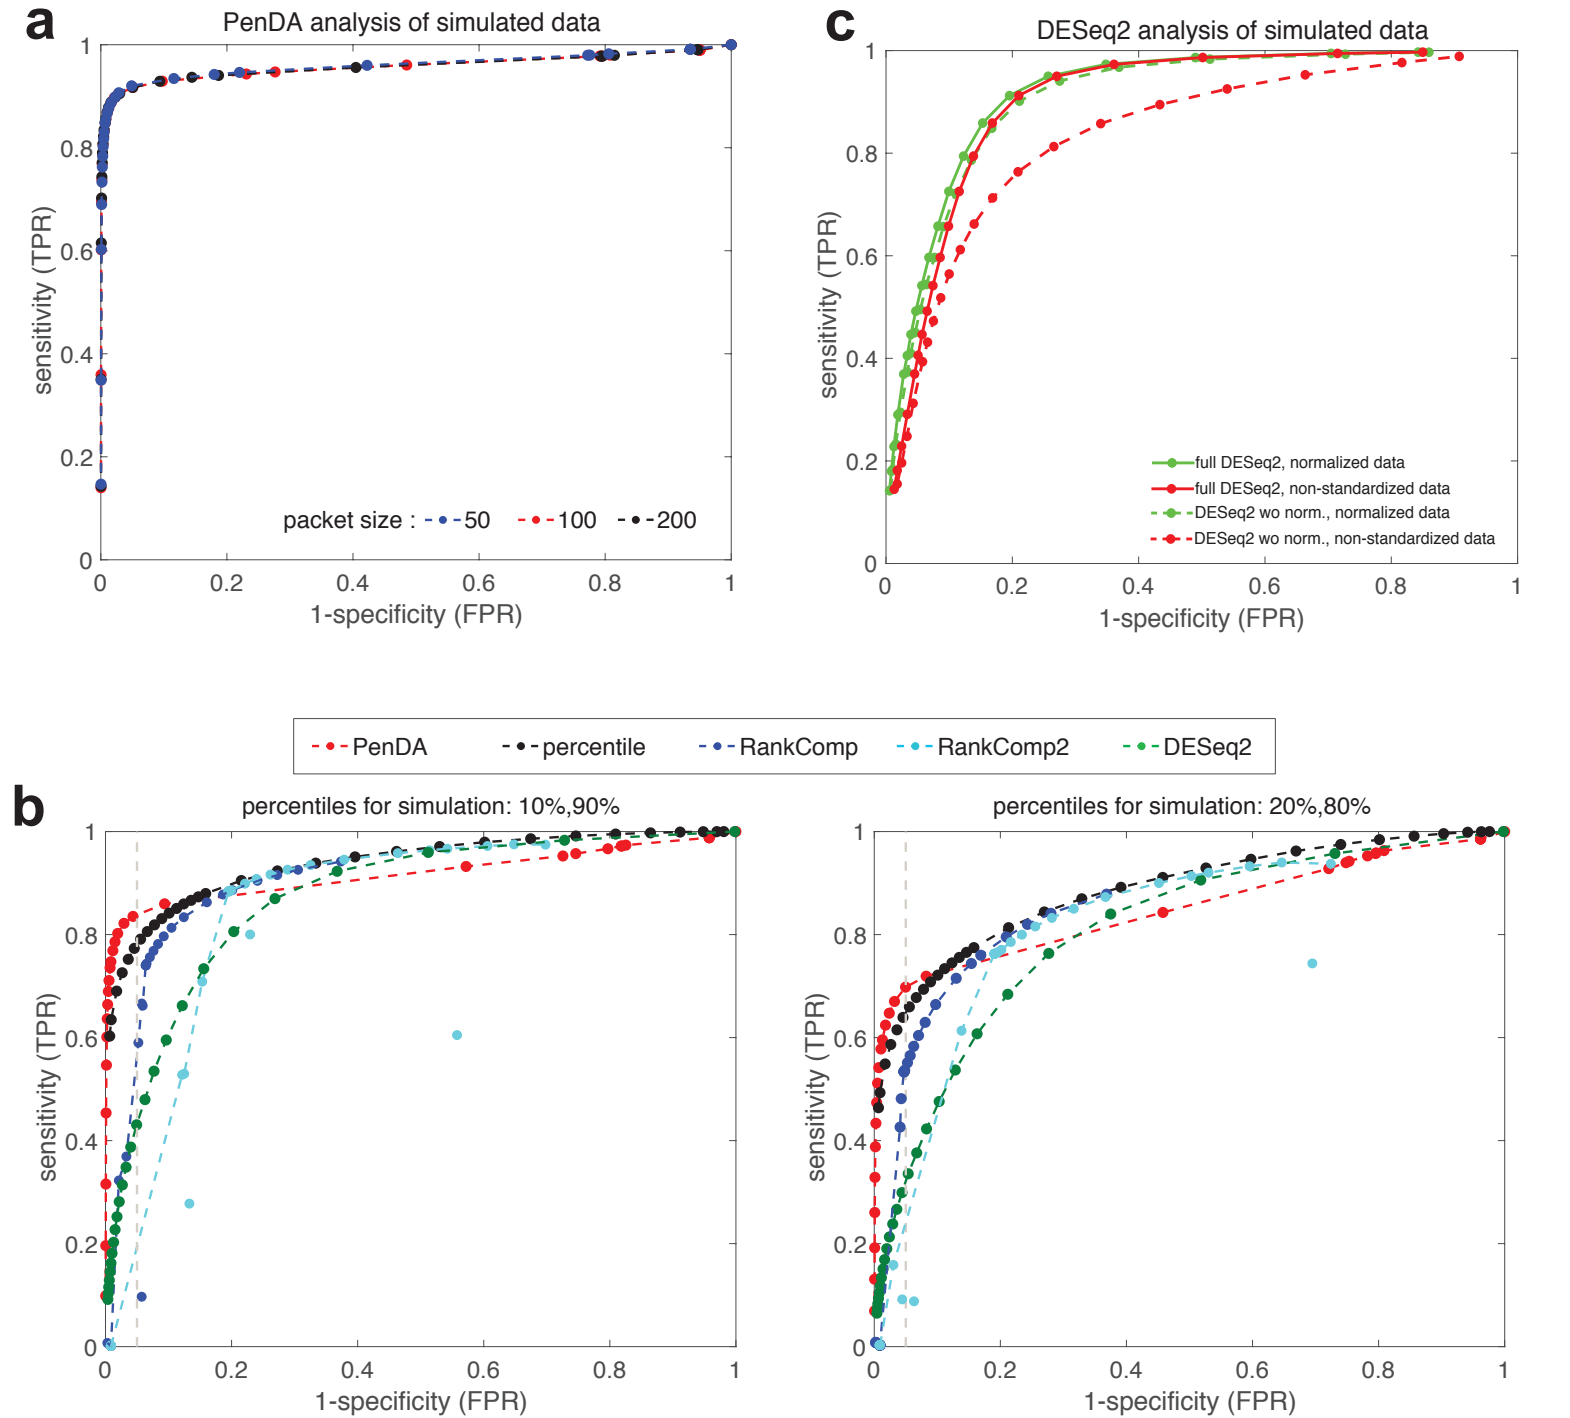 a
PenDA analysis of simulated data
1
0.8
0.6
0.4
0.2
0
sensitivity (TPR)
packet size : 50 100 200
0 0.2 0.4 0.6 0.8 1
1-specificity (FPR)
c
DESeq2 analysis of simulated data
1
0.8
0.6
0.4
0.2
0
sensitivity (TPR)
full DESeq2, normalized data
full DESeq2, non-standardized data
DESeq2 wo norm., normalized data
DESeq2 wo norm., non-standardized data
0 0.2 0.4 0.6 0.8 1
1-specificity (FPR)
PenDA percentile RankComp RankComp2 DESeq2
b
percentiles for simulation: 10%,90%
1
0.8
0.6
0.4
0.2
0
sensitivity (TPR)
0 0.2 0.4 0.6 0.8 1
1-specificity (FPR)
percentiles for simulation: 20%,80%
1
0.8
0.6
0.4
0.2
0
sensitivity (TPR)
0 0.2 0.4 0.6 0.8 1
1-specificity (FPR)